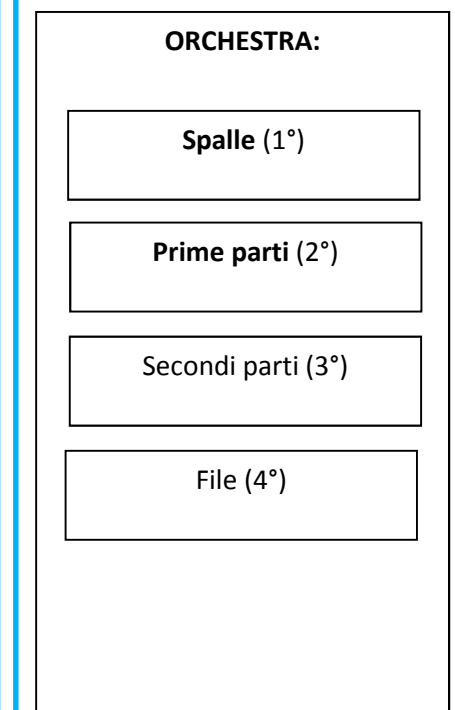 ORCHESTRA:
Spalle (1°)
Prime parti (2°)
Secondi parti (3°)
File (4°)